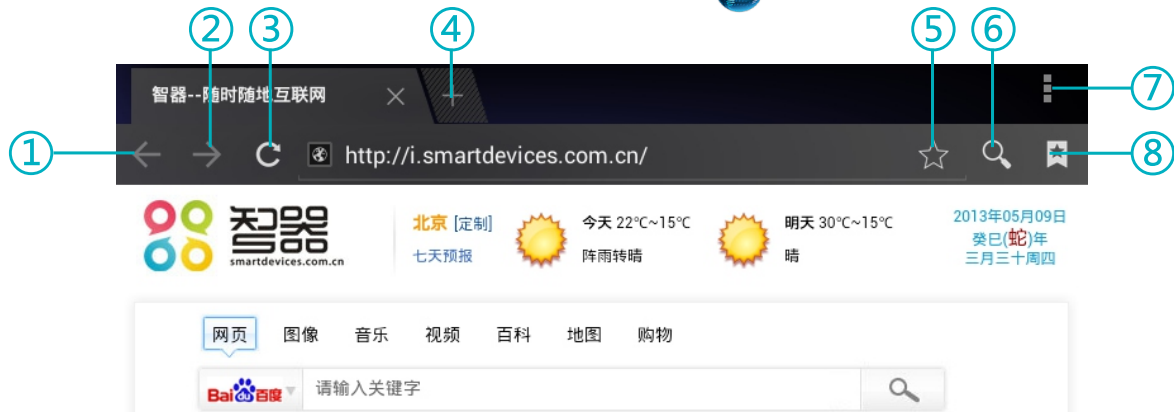 ② ③ ④ ⑤ ⑥
智器--随时随地互联网
⑦
①
http://i.smartdevices.com.cn/
⑧
智器
smartdevices.com.cn
北京 [定制]
七天预报
今天 22℃~15℃
阵雨转晴
明天 30℃~15℃
晴
2013年05月09日
癸巳(蛇)年
三月三十周四
网页 图像 音乐 视频 百科 地图 购物
Bai du 百度 请输入关键字